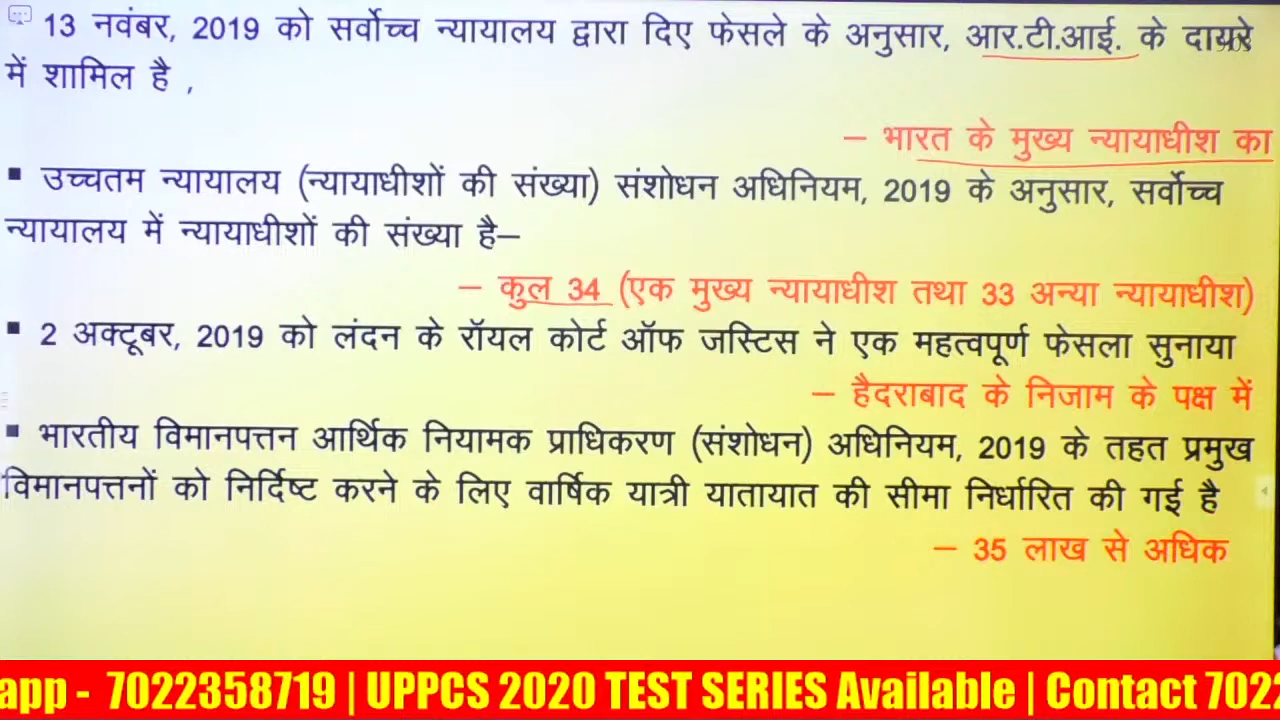 13 नवंबर, 2019 को सर्वोच्च न्यायालय द्वारा दिए फेसले के अनुसार, आर.टी.आई. के दायरे
में शामिल है ,
– भारत के मुख्य न्यायाधीश का
▪ उच्चतम न्यायालय (न्यायाधीशों की संख्या) संशोधन अधिनियम, 2019 के अनुसार, सर्वोच्च
न्यायालय में न्यायाधीशों की संख्या है–
– कुल 34 (एक मुख्य न्यायाधीश तथा 33 अन्या न्यायाधीश)
▪ 2 अक्टूबर, 2019 को लंदन के रॉयल कोर्ट ऑफ जस्टिस ने एक महत्वपूर्ण फेसला सुनाया
– हैदराबाद के निजाम के पक्ष में
▪ भारतीय विमानपत्तन आर्थिक नियामक प्राधिकरण (संशोधन) अधिनियम, 2019 के तहत प्रमुख
विमानपत्तनों को निर्दिष्ट करने के लिए वार्षिक यात्री यातायात की सीमा निर्धारित की गई है
– 35 लाख से अधिक
app - 7022358719 | UPPCS 2020 TEST SERIES Available | Contact 702